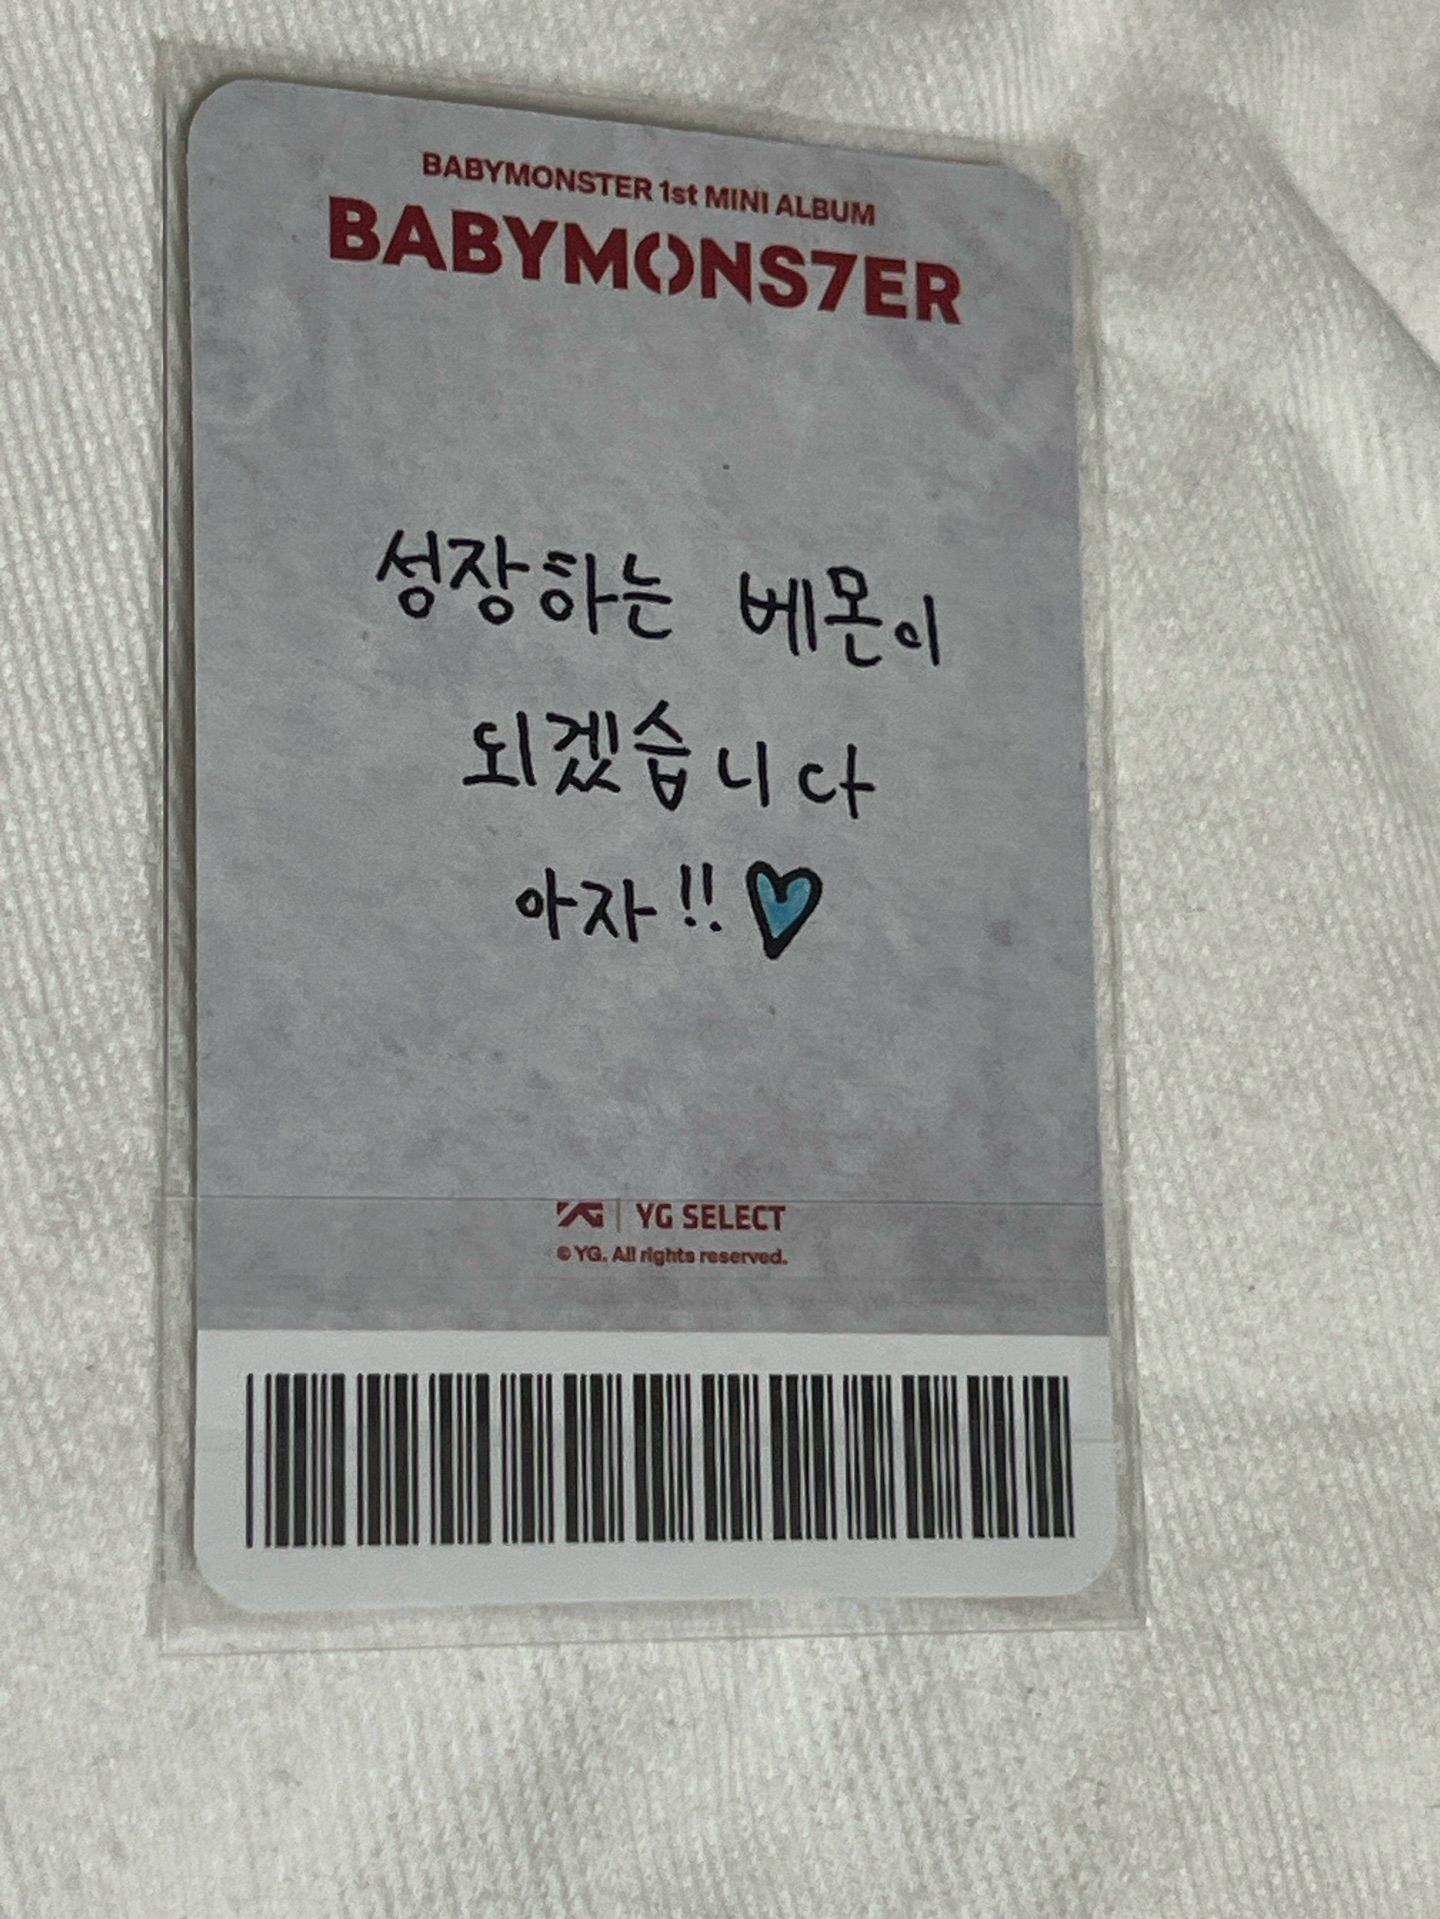 BABYMONSTER 1st MINI ALBUM
BABYMONS7ER
성장하는 베몬이
되겠습니다
아자!!
YG | YG SELECT
© YG. All rights reserved.